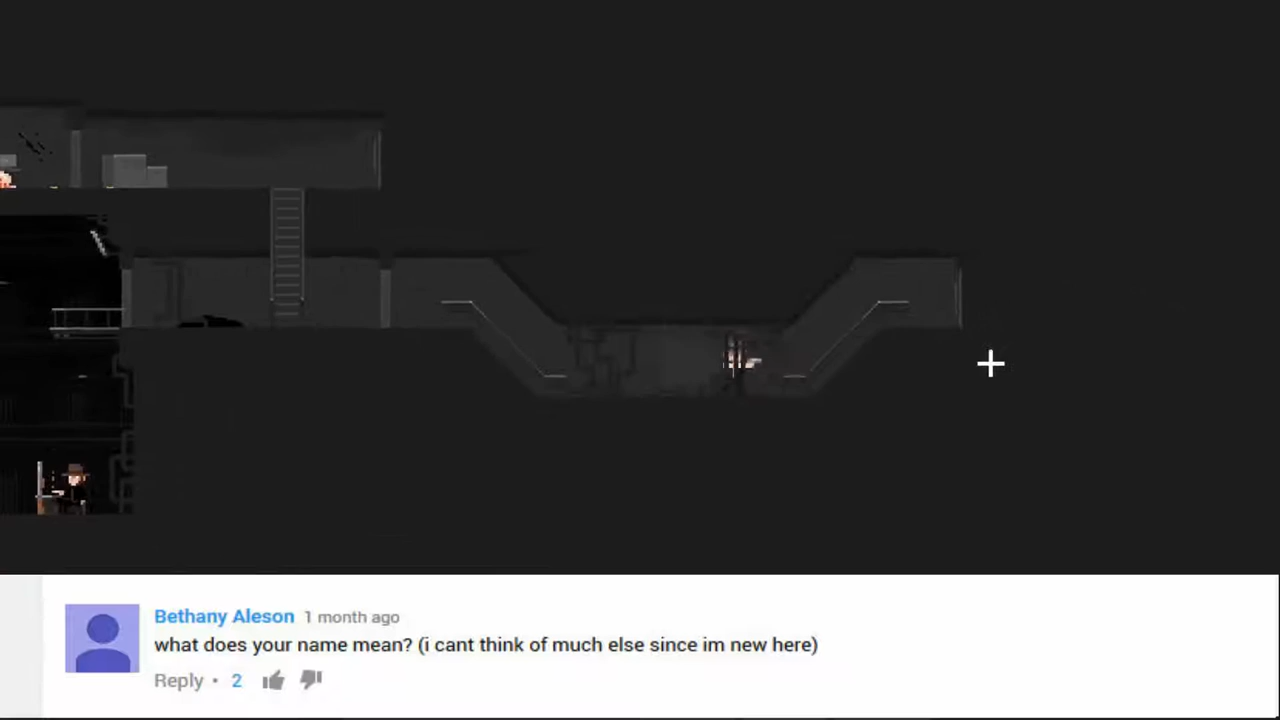 Bethany Aleson 1 month ago
what does your name mean? (i cant think of much else since im new here)
Reply • 2